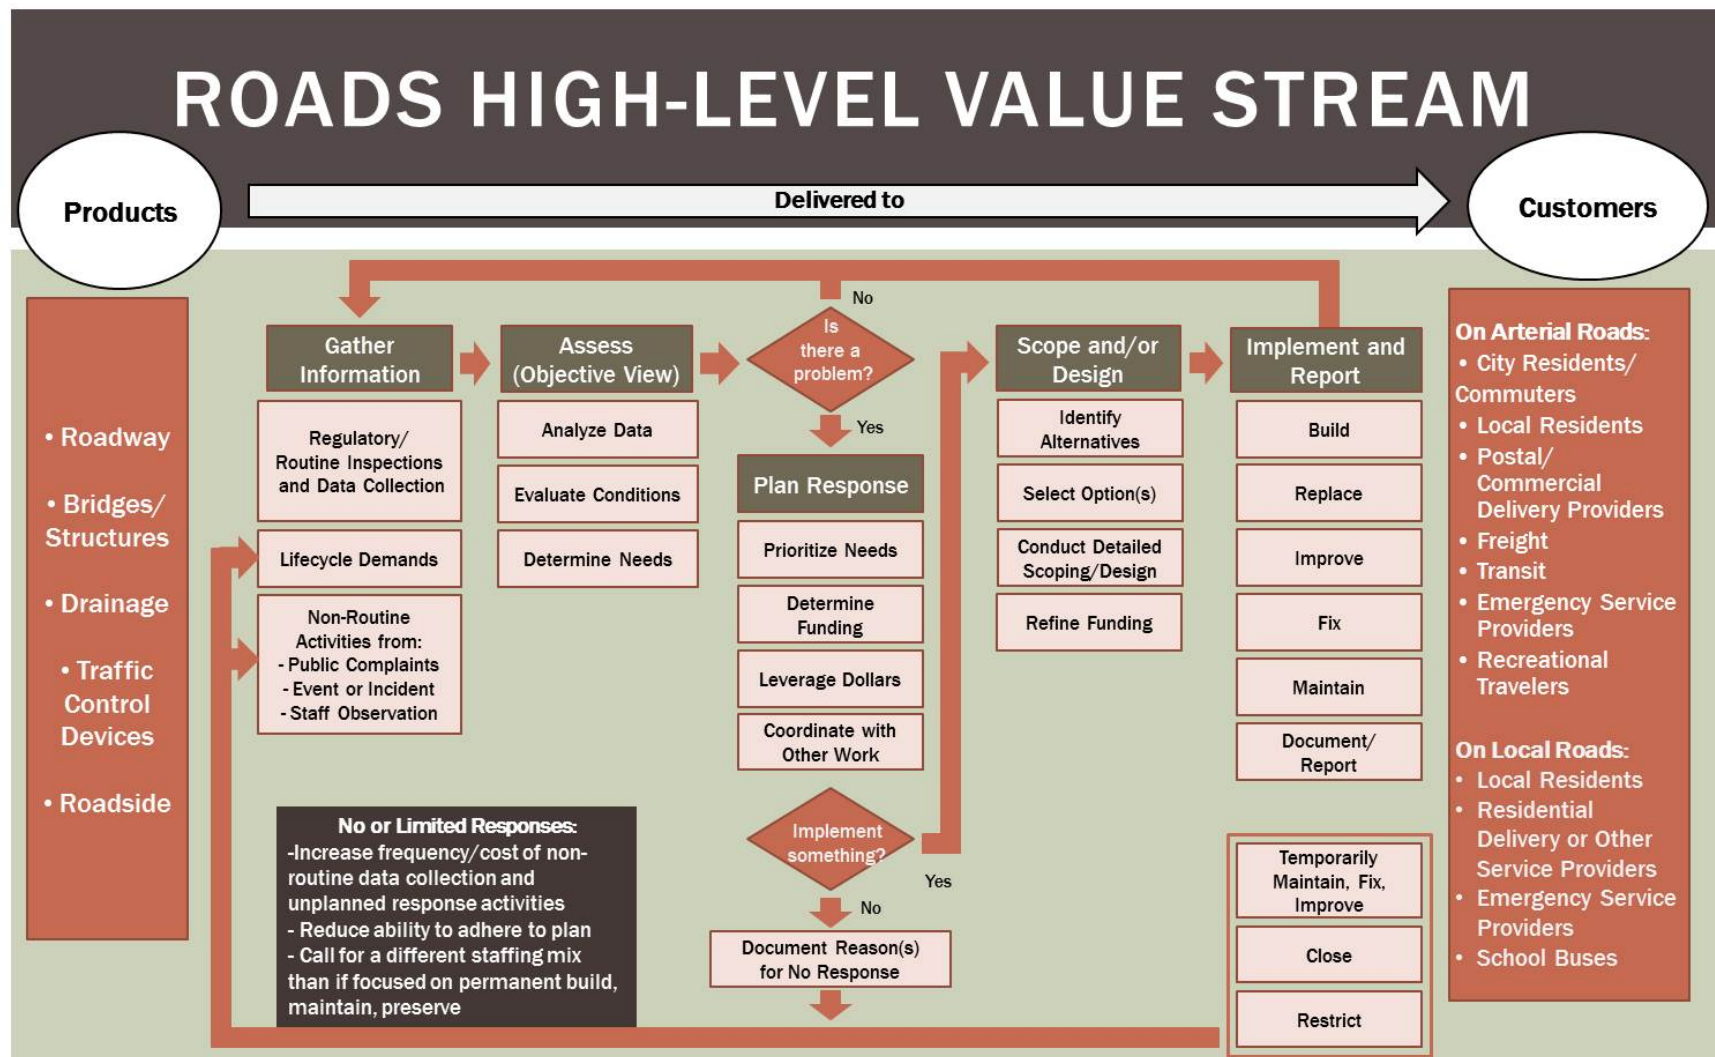 ROADS HIGH-LEVEL VALUE STREAM
Products
Delivered to
Customers
• Roadway
• Bridges/
Structures
• Drainage
• Traffic
Control
Devices
• Roadside
Gather
Information
Regulatory/
Routine Inspections
and Data Collection
Lifecycle Demands
Non-Routine
Activities from:
- Public Complaints
- Event or Incident
- Staff Observation
Assess
(Objective View)
Analyze Data
Evaluate Conditions
Determine Needs
No
Is
there a
problem?
Yes
Plan Response
Prioritize Needs
Determine
Funding
Leverage Dollars
Coordinate with
Other Work
Implement
something?
Yes
No
Document Reason(s)
for No Response
No or Limited Responses:
-Increase frequency/cost of non-
routine data collection and
unplanned response activities
- Reduce ability to adhere to plan
- Call for a different staffing mix
than if focused on permanent build,
maintain, preserve
Scope and/or
Design
Identify
Alternatives
Select Option(s)
Conduct Detailed
Scoping/Design
Refine Funding
Implement and
Report
Build
Replace
Improve
Fix
Maintain
Document/
Report
Temporarily
Maintain, Fix,
Improve
Close
Restrict
On Arterial Roads:
• City Residents/
Commuters
• Local Residents
• Postal/
Commercial
Delivery Providers
• Freight
• Transit
• Emergency Service
Providers
• Recreational
Travelers
On Local Roads:
• Local Residents
• Residential
Delivery or Other
Service Providers
• Emergency Service
Providers
• School Buses